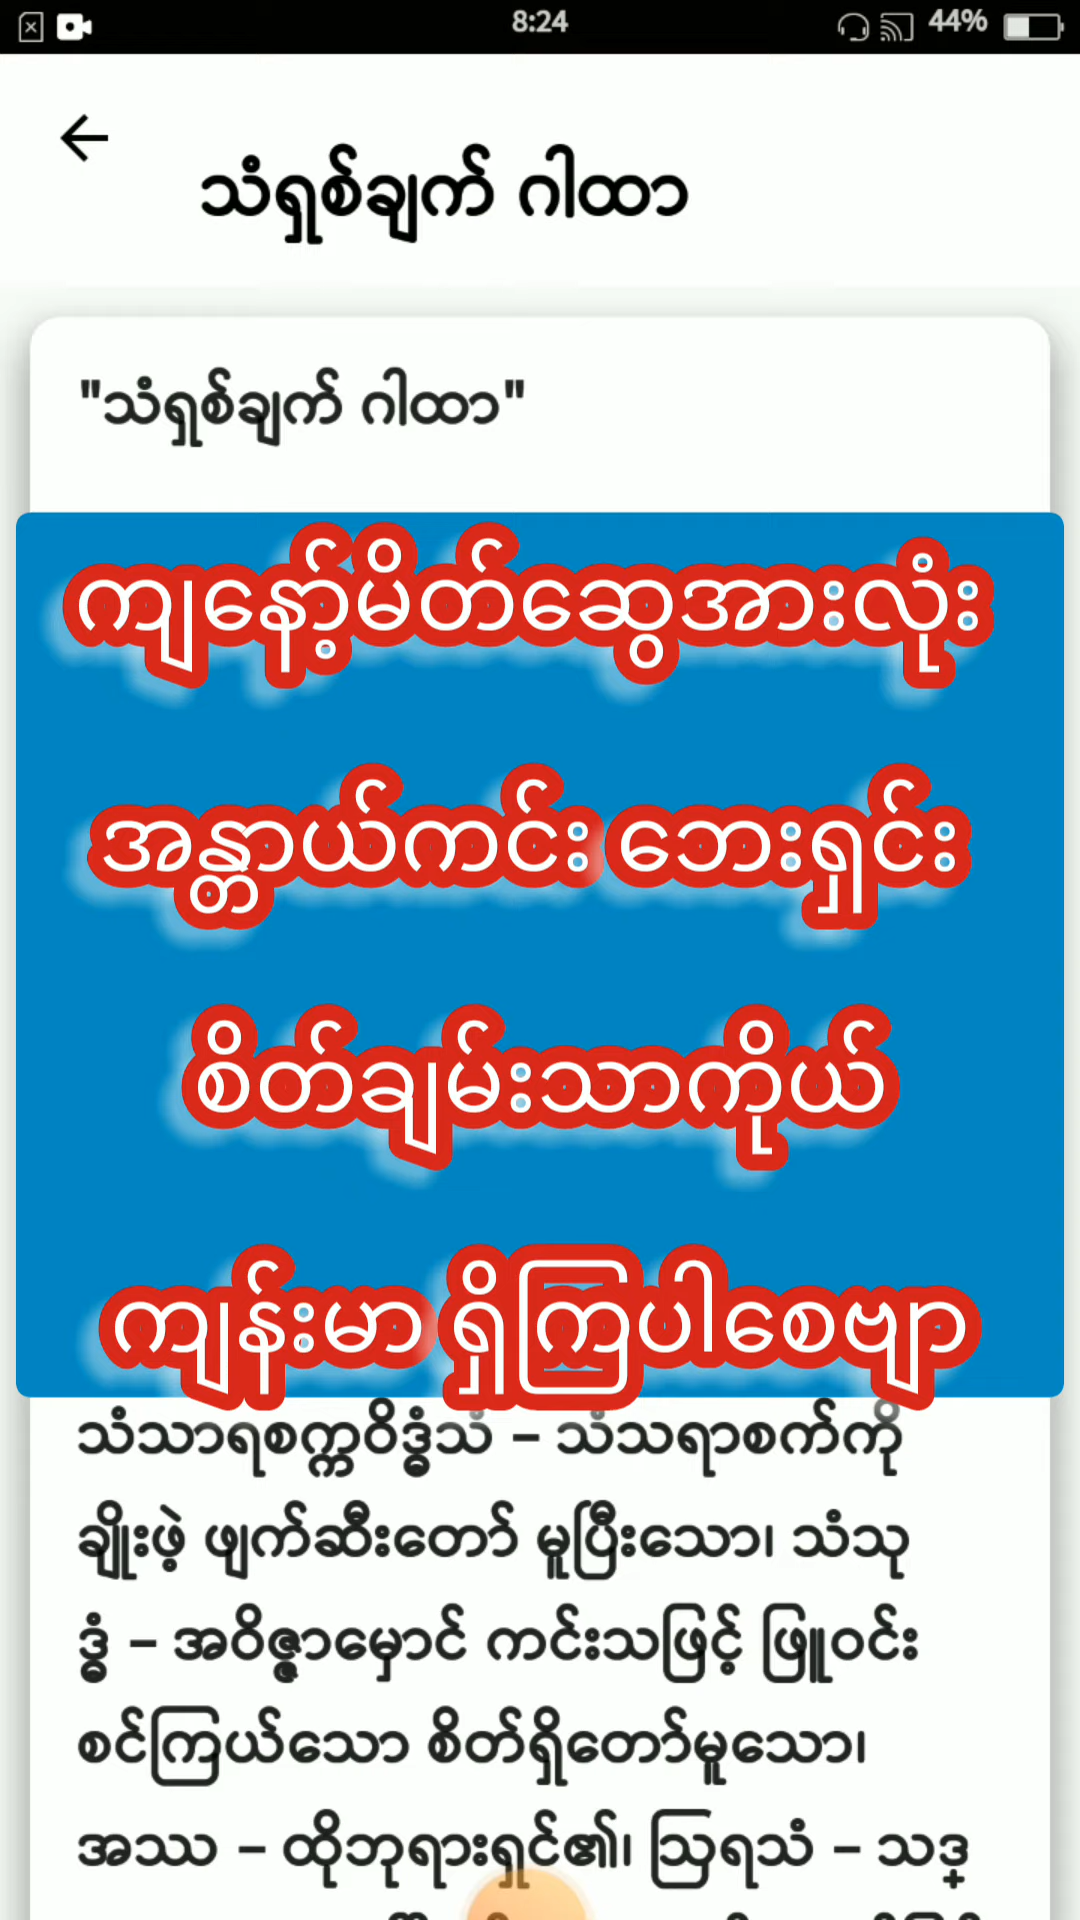 8:24
44%
သံရှစ်ချက် ဂါထာ
"သံရှစ်ချက် ဂါထာ"
ကျနော့်မိတ်ဆွေအားလုံး
အန္တာယ်ကင်း ဘေးရှင်း
စိတ်ချမ်းသာကိုယ်
ကျန်းမာ ရှိကြပါစေဗျာ
သံသာရစက္ကဝိဒ္ဓံသံ – သံသရာစက်ကို
ချိုးဖဲ့ ဖျက်ဆီးတော် မူပြီးသော၊ သံသု
ဒ္ဓံ – အဝိဇ္ဇာမှောင် ကင်းသဖြင့် ဖြူဝင်း
စင်ကြယ်သော စိတ်ရှိတော်မူသော၊
အဿ – ထိုဘုရားရှင်၏၊ ဩရသံ – သဒ္